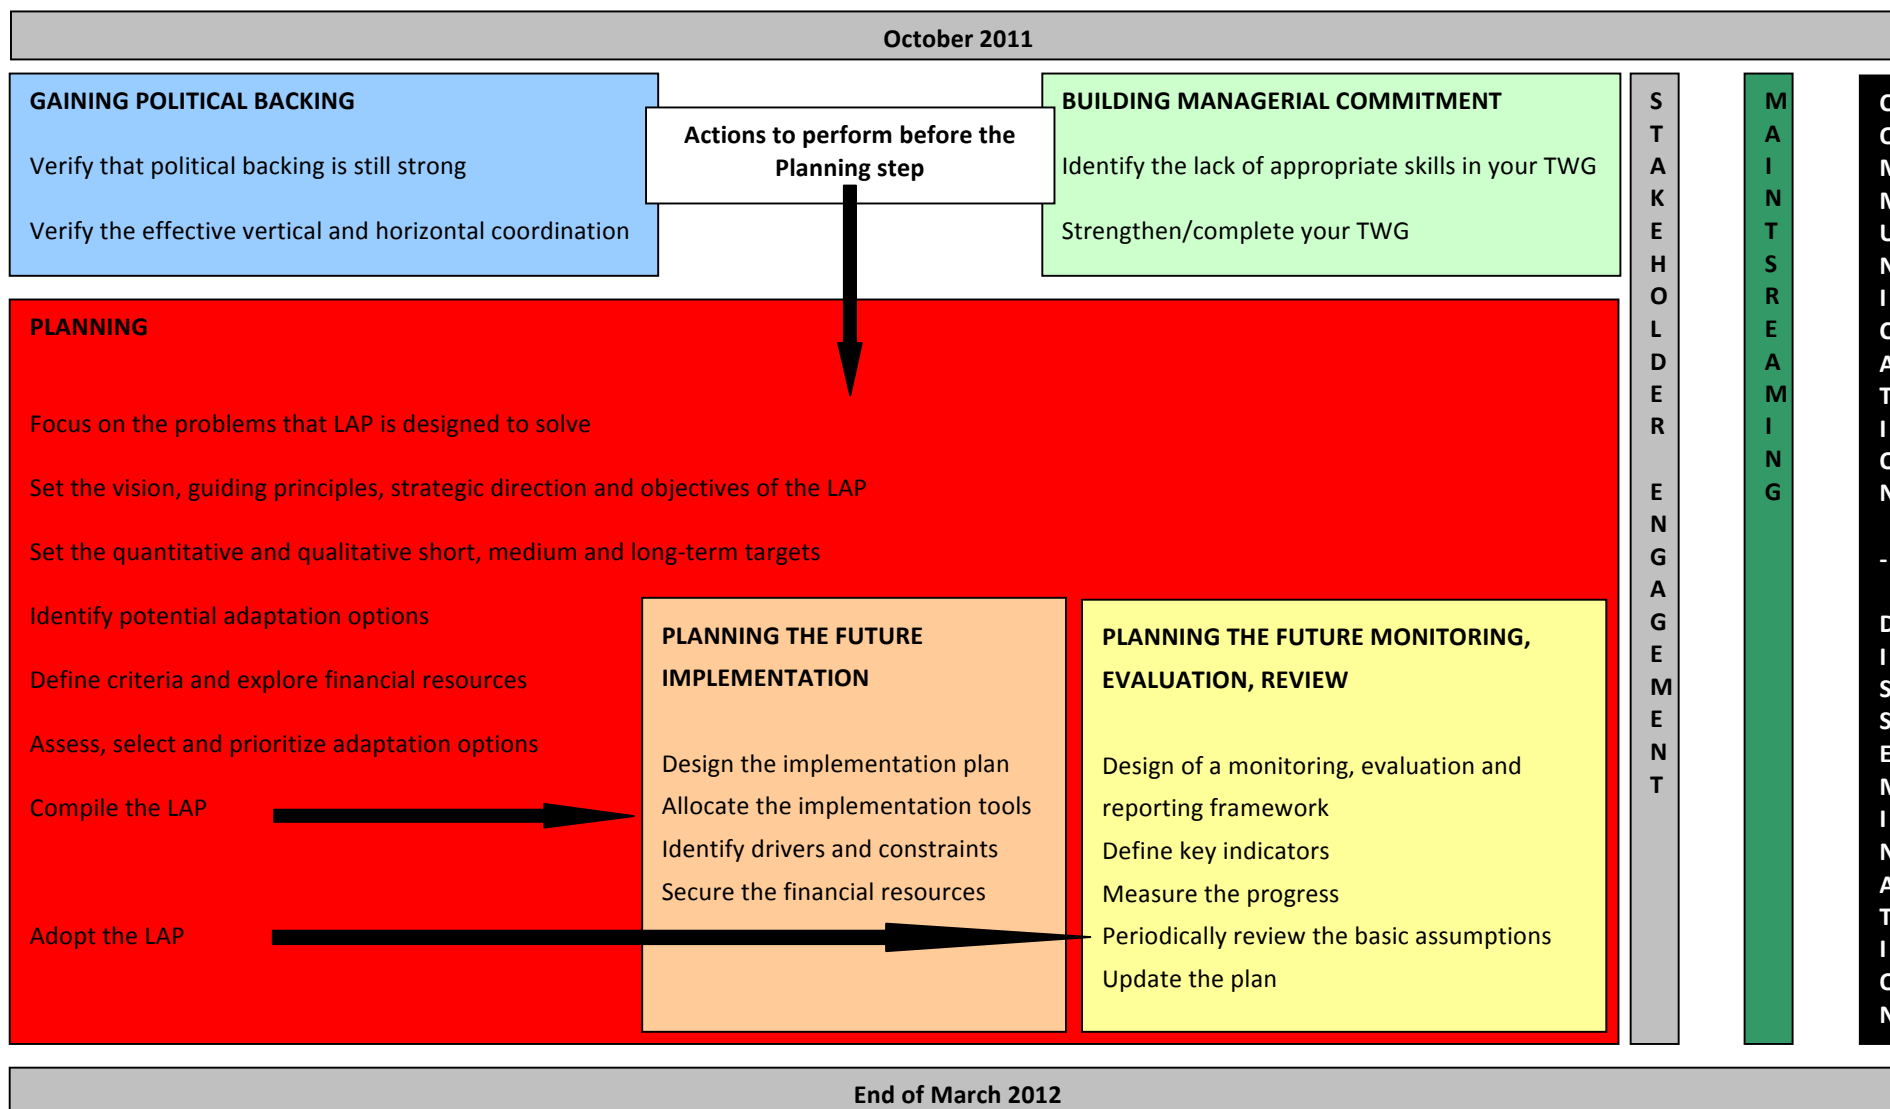 October 2011
GAINING POLITICAL BACKING
Verify that political backing is still strong
Verify the effective vertical and horizontal coordination
Actions to perform before the
Planning step
BUILDING MANAGERIAL COMMITMENT
Identify the lack of appropriate skills in your TWG
Strengthen/complete your TWG
PLANNING
Focus on the problems that LAP is designed to solve
Set the vision, guiding principles, strategic direction and objectives of the LAP
Set the quantitative and qualitative short, medium and long-term targets
Identify potential adaptation options
Define criteria and explore financial resources
Assess, select and prioritize adaptation options
Compile the LAP
Adopt the LAP
PLANNING THE FUTURE
IMPLEMENTATION
Design the implementation plan
Allocate the implementation tools
Identify drivers and constraints
Secure the financial resources
PLANNING THE FUTURE MONITORING,
EVALUATION, REVIEW
Design of a monitoring, evaluation and
reporting framework
Define key indicators
Measure the progress
Periodically review the basic assumptions
Update the plan
STAKEHOLDER ENGAGEMENT
MAINTSREAMING
COMMUNICATION - DISSEMINATION
End of March 2012